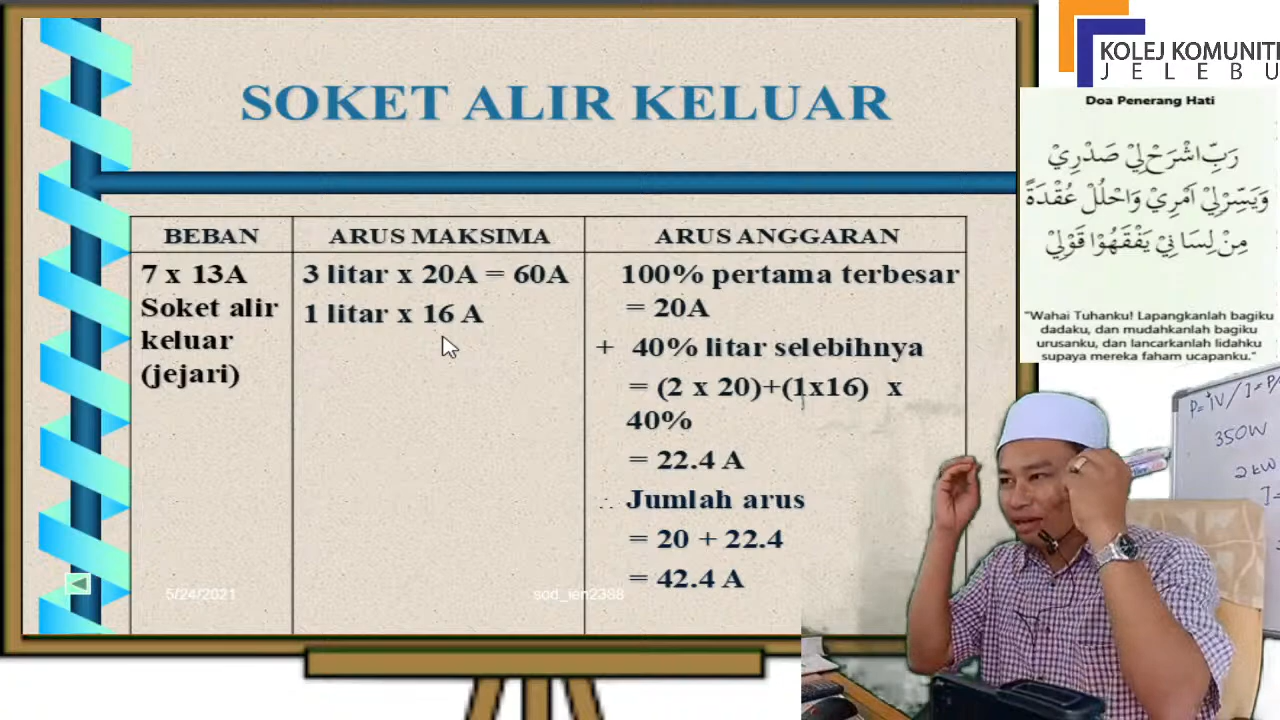 SOKET ALIR KELUAR
BEBAN
ARUS MAKSIMA
ARUS ANGGARAN
7 x 13A
Soket alir
keluar
(jejari)
3 litar x 20A = 60A
1 litar x 16 A
100% pertama terbesar
= 20A
+ 40% litar selebihnya
= (2 x 20)+(1x16) x
40%
= 22.4 A
∴ Jumlah arus
= 20 + 22.4
= 42.4 A
5/24/2021
sod_ien2388
KOLEJ KOMUNITI
JELEBU
Doa Penerang Hati
رَبِّ اشْرَحْ لِيْ صَدْرِيْ
وَيَسِّرْ لِيْ اَمْرِيْ وَاحْلُلْ عُقْدَةً
مِنْ لِسَانِيْ يَفْقَهُوْا قَوْلِيْ
"Wahai Tuhanku! Lapangkanlah bagiku
dadaku, dan mudahkanlah bagiku
urusanku, dan lancarkanlah lidahku
supaya mereka faham ucapanku."
P=IV / I=P/
350W
2kW
I=